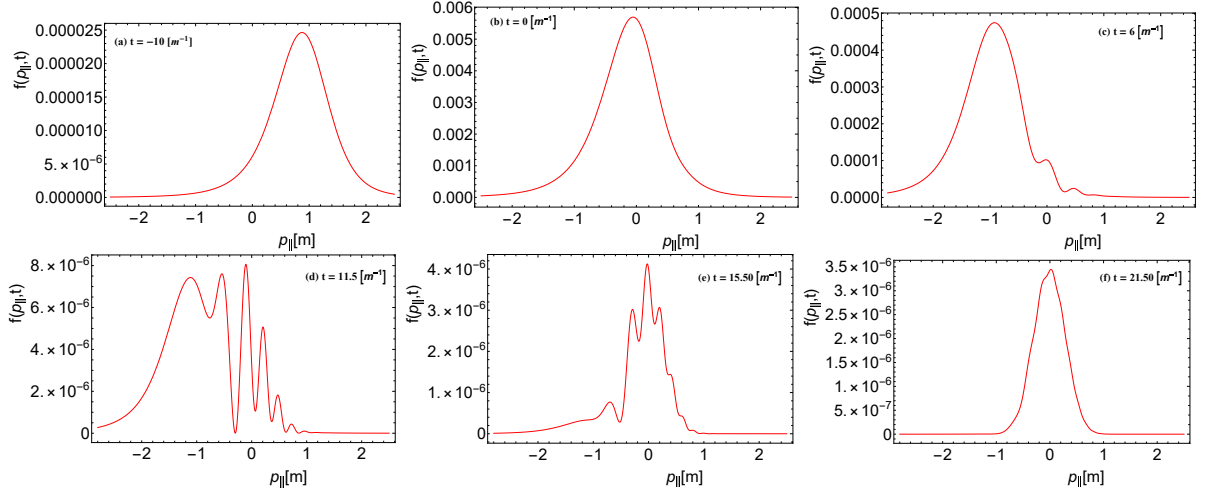 (a) t = −10 [m⁻¹]
f(p∥,t)
0.000025
0.000020
0.000015
0.000010
5.×10⁻⁶
0.000000
−2 −1 0 1 2
p∥[m]
(b) t = 0 [m⁻¹]
f(p∥,t)
0.006
0.005
0.004
0.003
0.002
0.001
0.000
−2 −1 0 1 2
p∥[m]
(c) t = 6 [m⁻¹]
f(p∥,t)
0.0005
0.0004
0.0003
0.0002
0.0001
0.0000
−2 −1 0 1 2
p∥[m]
(d) t = 11.5 [m⁻¹]
f(p∥,t)
8.×10⁻⁶
6.×10⁻⁶
4.×10⁻⁶
2.×10⁻⁶
0
−2 −1 0 1 2
p∥[m]
(e) t = 15.50 [m⁻¹]
f(p∥,t)
4.×10⁻⁶
3.×10⁻⁶
2.×10⁻⁶
1.×10⁻⁶
0
−2 −1 0 1 2
p∥[m]
(f) t = 21.50 [m⁻¹]
f(p∥,t)
3.5×10⁻⁶
3.×10⁻⁶
2.5×10⁻⁶
2.×10⁻⁶
1.5×10⁻⁶
1.×10⁻⁶
5.×10⁻⁷
0
−2 −1 0 1 2
p∥[m]